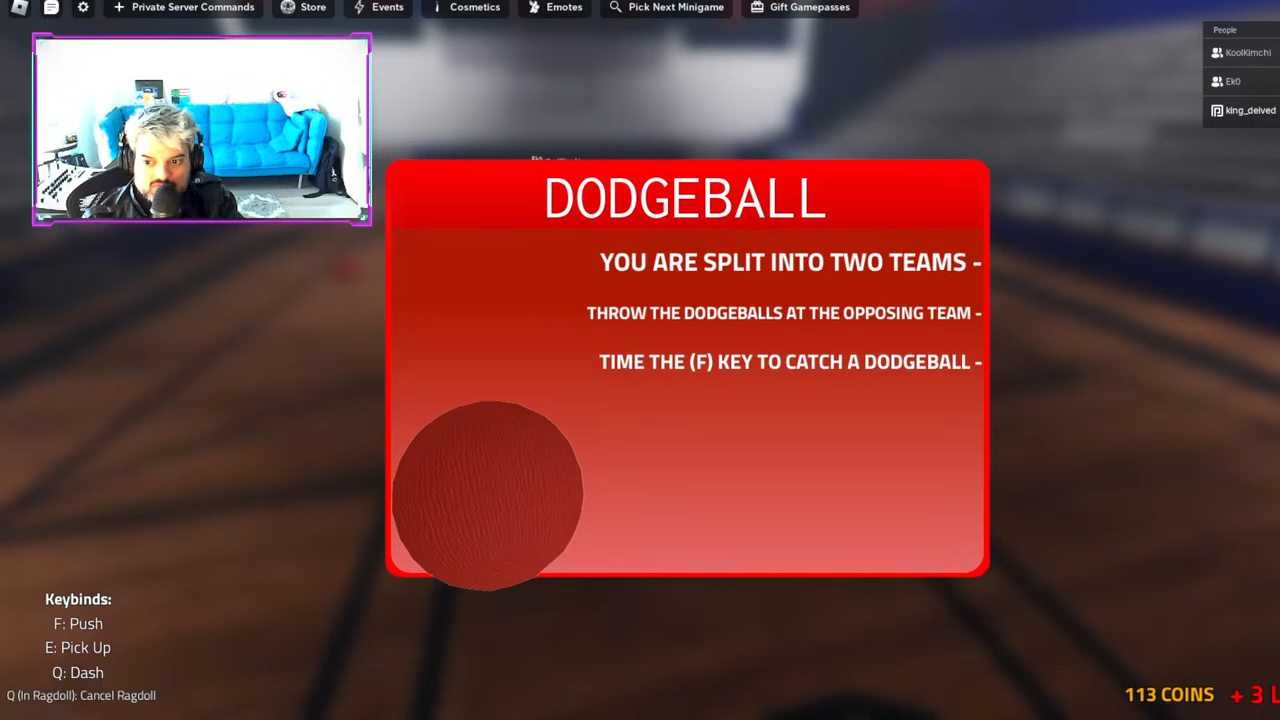 Private Server Commands Store Events Cosmetics Emotes Pick Next Minigame Gift Gamepasses
People
KoolKimchi
Ek0
king_deived
DODGEBALL
YOU ARE SPLIT INTO TWO TEAMS -
THROW THE DODGEBALLS AT THE OPPOSING TEAM -
TIME THE (F) KEY TO CATCH A DODGEBALL -
Keybinds:
F: Push
E: Pick Up
Q: Dash
Q (In Ragdoll): Cancel Ragdoll
113 COINS + 3 L